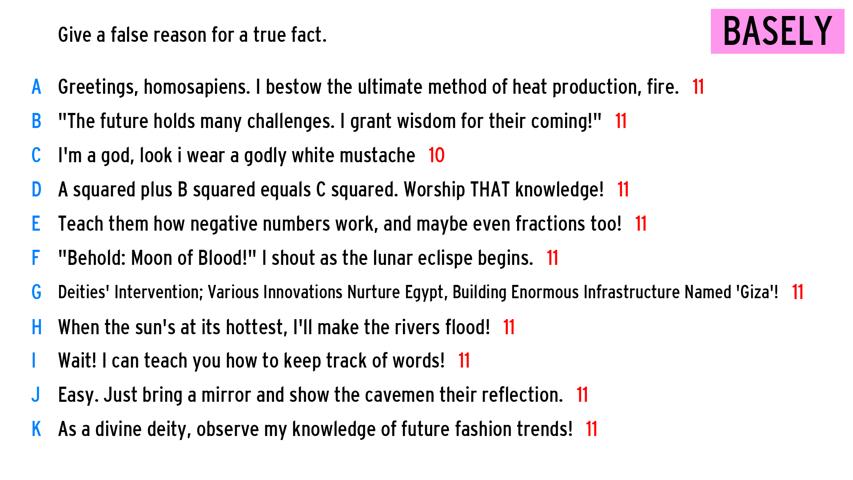 Give a false reason for a true fact.
BASELY
A Greetings, homosapiens. I bestow the ultimate method of heat production, fire. 11
B "The future holds many challenges. I grant wisdom for their coming!" 11
C I'm a god, look i wear a godly white mustache 10
D A squared plus B squared equals C squared. Worship THAT knowledge! 11
E Teach them how negative numbers work, and maybe even fractions too! 11
F "Behold: Moon of Blood!" I shout as the lunar eclispe begins. 11
G Deities' Intervention; Various Innovations Nurture Egypt, Building Enormous Infrastructure Named 'Giza'! 11
H When the sun's at its hottest, I'll make the rivers flood! 11
I Wait! I can teach you how to keep track of words! 11
J Easy. Just bring a mirror and show the cavemen their reflection. 11
K As a divine deity, observe my knowledge of future fashion trends! 11